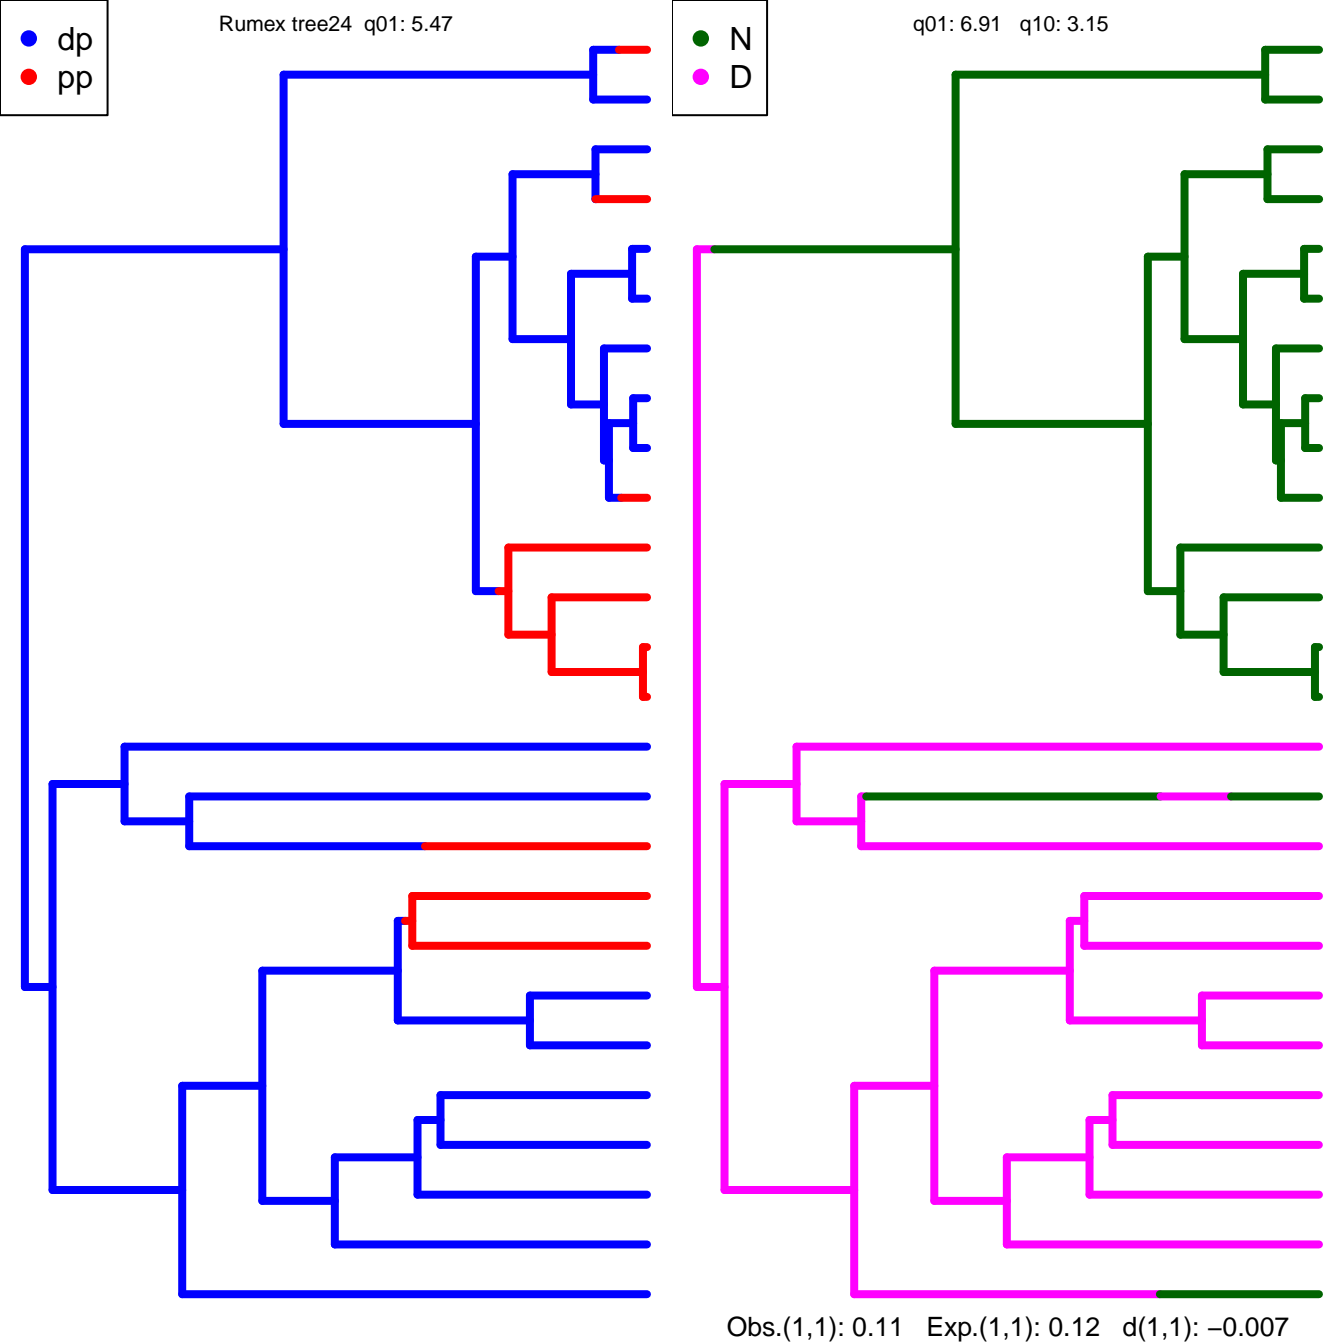 dp
pp
Rumex tree24 q01: 5.47
N
D
q01: 6.91 q10: 3.15
Obs.(1,1): 0.11 Exp.(1,1): 0.12 d(1,1): −0.007